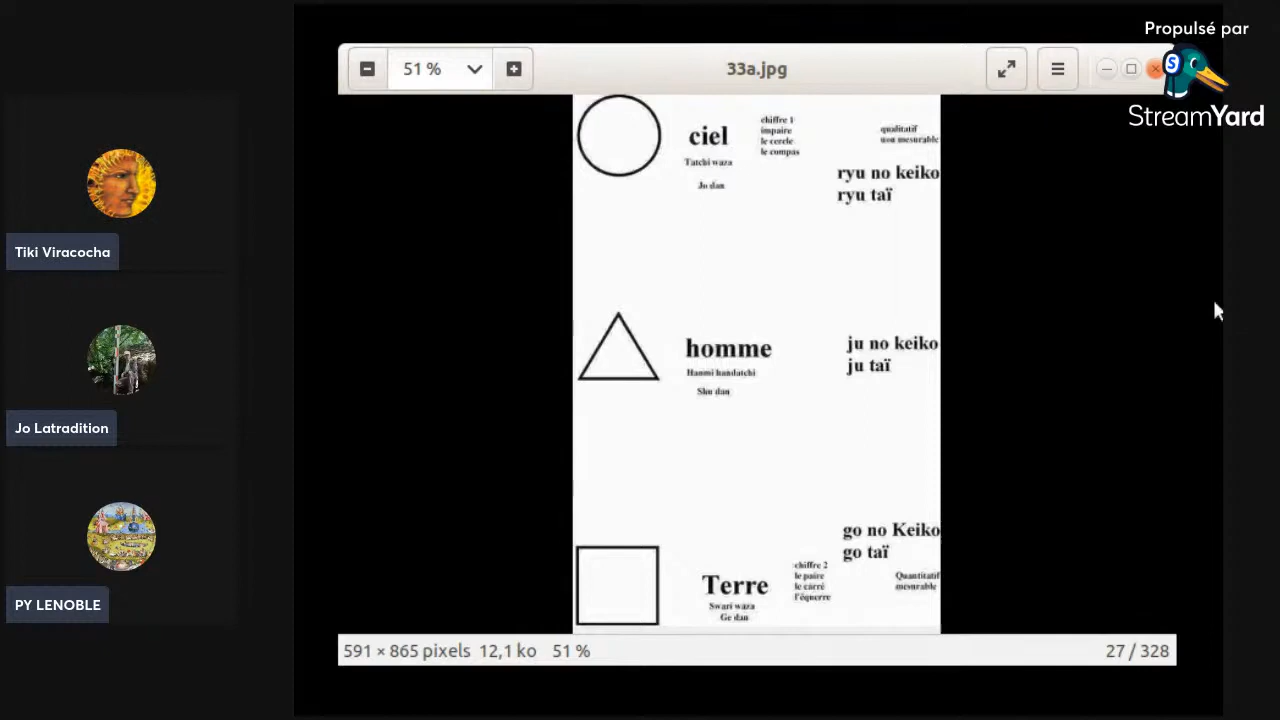 Propulsé par
StreamYard
51 %
33a.jpg
Tiki Viracocha
Jo Latradition
PY LENOBLE
ciel
Tatchi waza
Jo dan
chiffre 1
impaire
le cercle
le compas
qualitatif
non mesurable
ryu no keiko
ryu taï
homme
Hanmi handatchi
Shu dan
ju no keiko
ju taï
go no Keiko
go taï
Terre
Swari waza
Ge dan
chiffre 2
le paire
le carré
l'équerre
Quantitatif
mesurable
591 × 865 pixels 12,1 ko 51 %
27 / 328